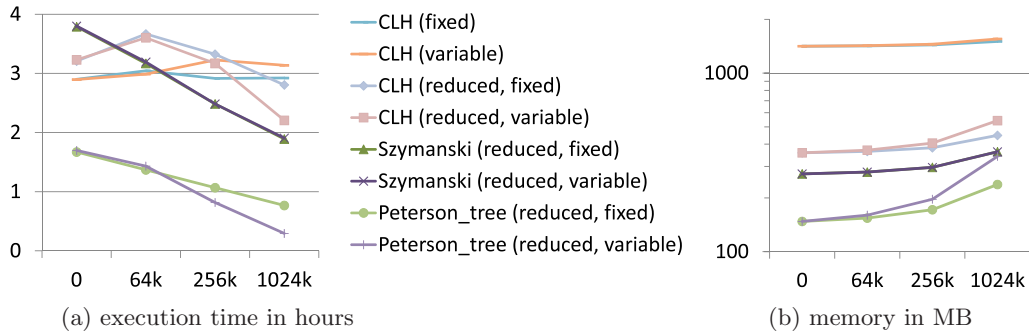 4
3
2
1
0
0 64k 256k 1024k
(a) execution time in hours
CLH (fixed)
CLH (variable)
CLH (reduced, fixed)
CLH (reduced, variable)
Szymanski (reduced, fixed)
Szymanski (reduced, variable)
Peterson_tree (reduced, fixed)
Peterson_tree (reduced, variable)
1000
100
0 64k 256k 1024k
(b) memory in MB